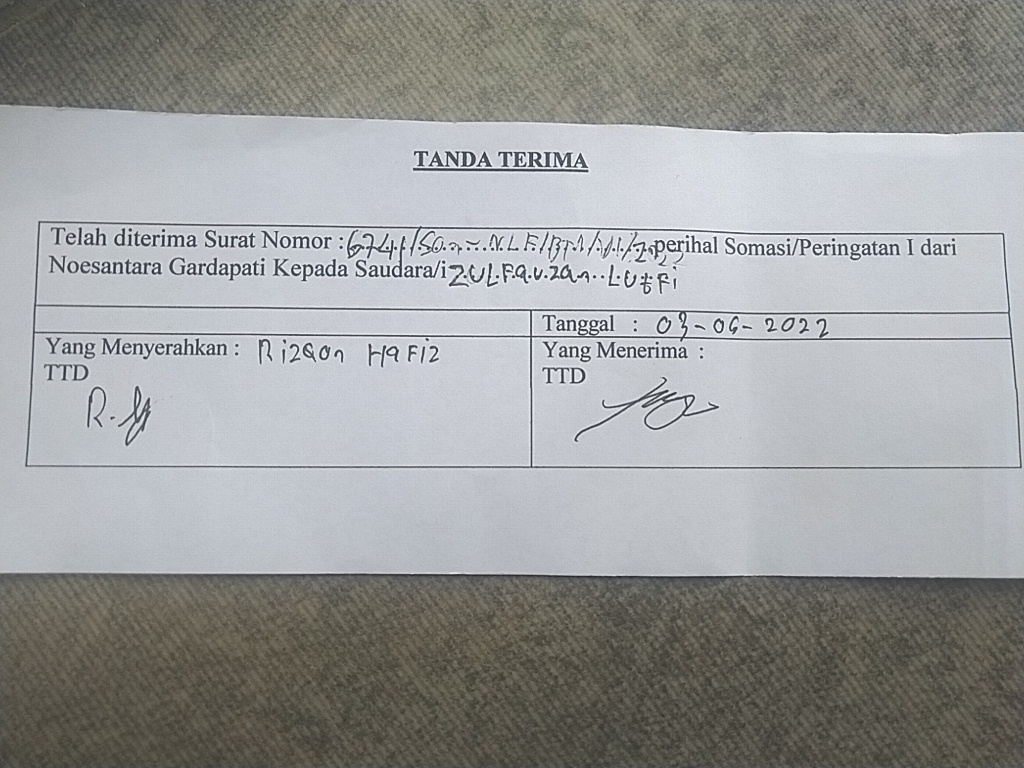 TANDA TERIMA
Telah diterima Surat Nomor : perihal Somasi/Peringatan I dari
Noesantara Gardapati Kepada Saudara/i ZULFauzan LUtFi
Tanggal : 03-06-2022
Yang Menyerahkan : RizQon HaFiz
Yang Menerima :
TTD
TTD